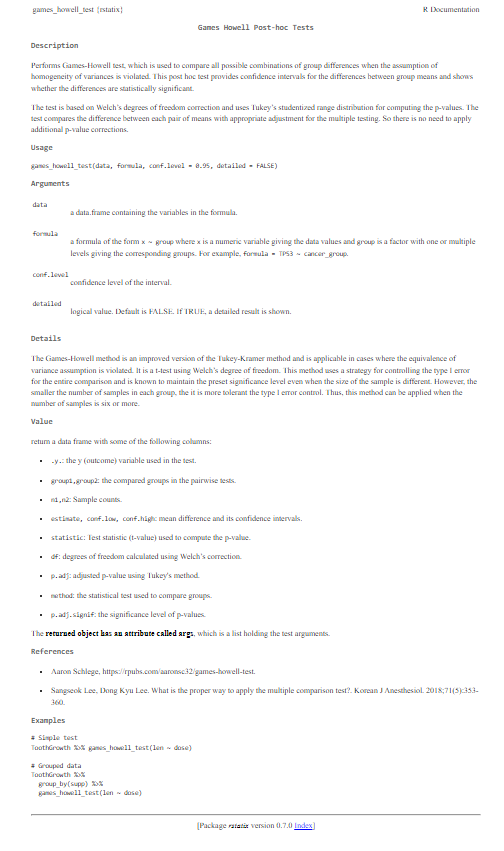 games_howell_test {rstatix} R Documentation
Games Howell Post-hoc Tests
Description
Performs Games-Howell test, which is used to compare all possible combinations of group differences when the assumption of
homogeneity of variances is violated. This post hoc test provides confidence intervals for the differences between group means and shows
whether the differences are statistically significant.
The test is based on Welch's degrees of freedom correction and uses Tukey's studentized range distribution for computing the p-values. The
test compares the difference between each pair of means with appropriate adjustment for the multiple testing. So there is no need to apply
additional p-value corrections.
Usage
games_howell_test(data, formula, conf.level = 0.95, detailed = FALSE)
Arguments
data
a data.frame containing the variables in the formula.
formula
a formula of the form x ~ group where x is a numeric variable giving the data values and group is a factor with one or multiple
levels giving the corresponding groups. For example, formula = TP53 ~ cancer_group.
conf.level
confidence level of the interval.
detailed
logical value. Default is FALSE. If TRUE, a detailed result is shown.
Details
The Games-Howell method is an improved version of the Tukey-Kramer method and is applicable in cases where the equivalence of
variance assumption is violated. It is a t-test using Welch's degree of freedom. This method uses a strategy for controlling the type I error
for the entire comparison and is known to maintain the preset significance level even when the size of the sample is different. However, the
smaller the number of samples in each group, the it is more tolerant the type I error control. Thus, this method can be applied when the
number of samples is six or more.
Value
return a data frame with some of the following columns:
• .y.: the y (outcome) variable used in the test.
• group1,group2: the compared groups in the pairwise tests.
• n1,n2: Sample counts.
• estimate, conf.low, conf.high: mean difference and its confidence intervals.
• statistic: Test statistic (t-value) used to compute the p-value.
• df: degrees of freedom calculated using Welch's correction.
• p.adj: adjusted p-value using Tukey's method.
• method: the statistical test used to compare groups.
• p.adj.signif: the significance level of p-values.
The returned object has an attribute called args, which is a list holding the test arguments.
References
• Aaron Schlege, https://rpubs.com/aaronsc32/games-howell-test.
• Sangseok Lee, Dong Kyu Lee. What is the proper way to apply the multiple comparison test?. Korean J Anesthesiol. 2018;71(5):353-
360.
Examples
# Simple test
ToothGrowth %>% games_howell_test(len ~ dose)
# Grouped data
ToothGrowth %>%
group_by(supp) %>%
games_howell_test(len ~ dose)
[Package rstatix version 0.7.0 Index]